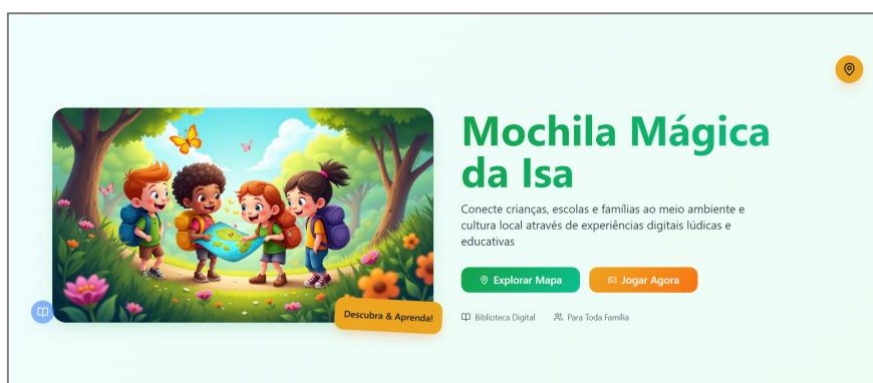 Mochila Mágica
da Isa
Conecte crianças, escolas e famílias ao meio ambiente e
cultura local através de experiências digitais lúdicas e
educativas
Explorar Mapa
Jogar Agora
Descubra & Aprenda!
Biblioteca Digital
Para Toda Família